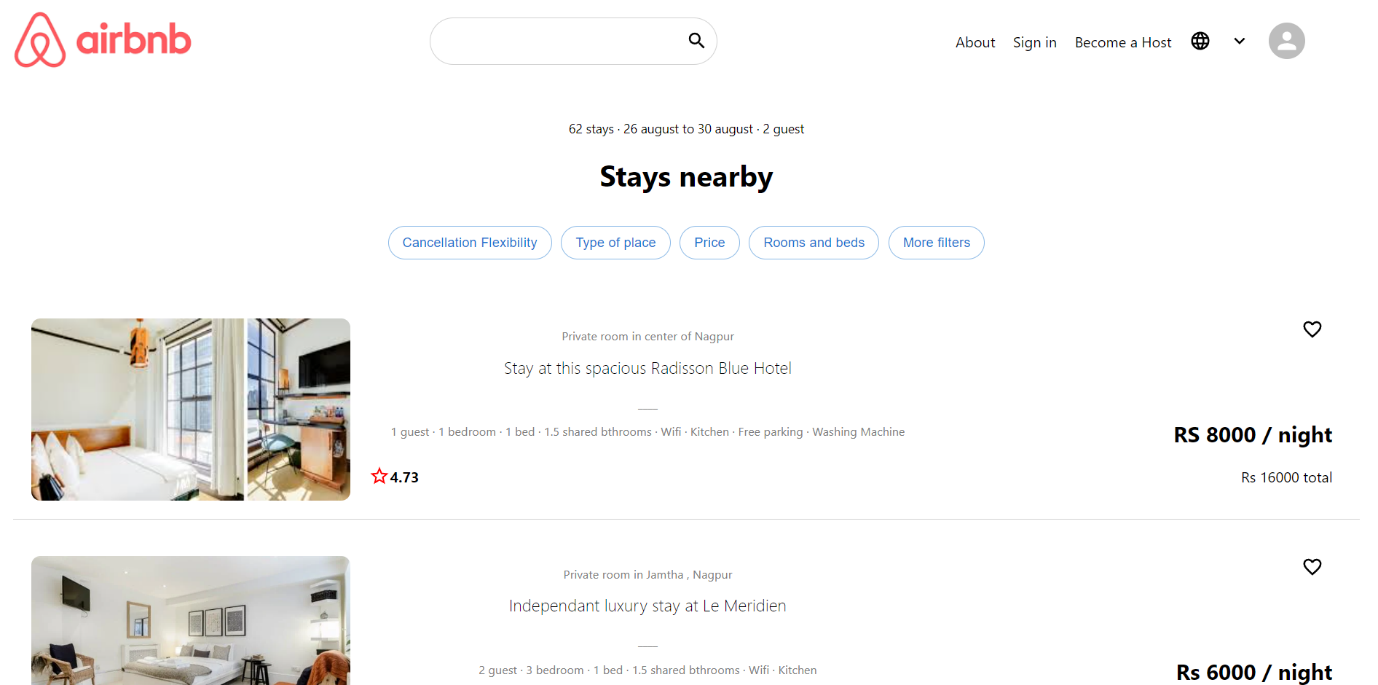 airbnb
About Sign in Become a Host
62 stays · 26 august to 30 august · 2 guest
Stays nearby
Cancellation Flexibility Type of place Price Rooms and beds More filters
Private room in center of Nagpur
Stay at this spacious Radisson Blue Hotel
1 guest · 1 bedroom · 1 bed · 1.5 shared bthrooms · Wifi · Kitchen · Free parking · Washing Machine
RS 8000 / night
4.73
Rs 16000 total
Private room in Jamtha , Nagpur
Independant luxury stay at Le Meridien
2 guest · 3 bedroom · 1 bed · 1.5 shared bthrooms · Wifi · Kitchen
Rs 6000 / night